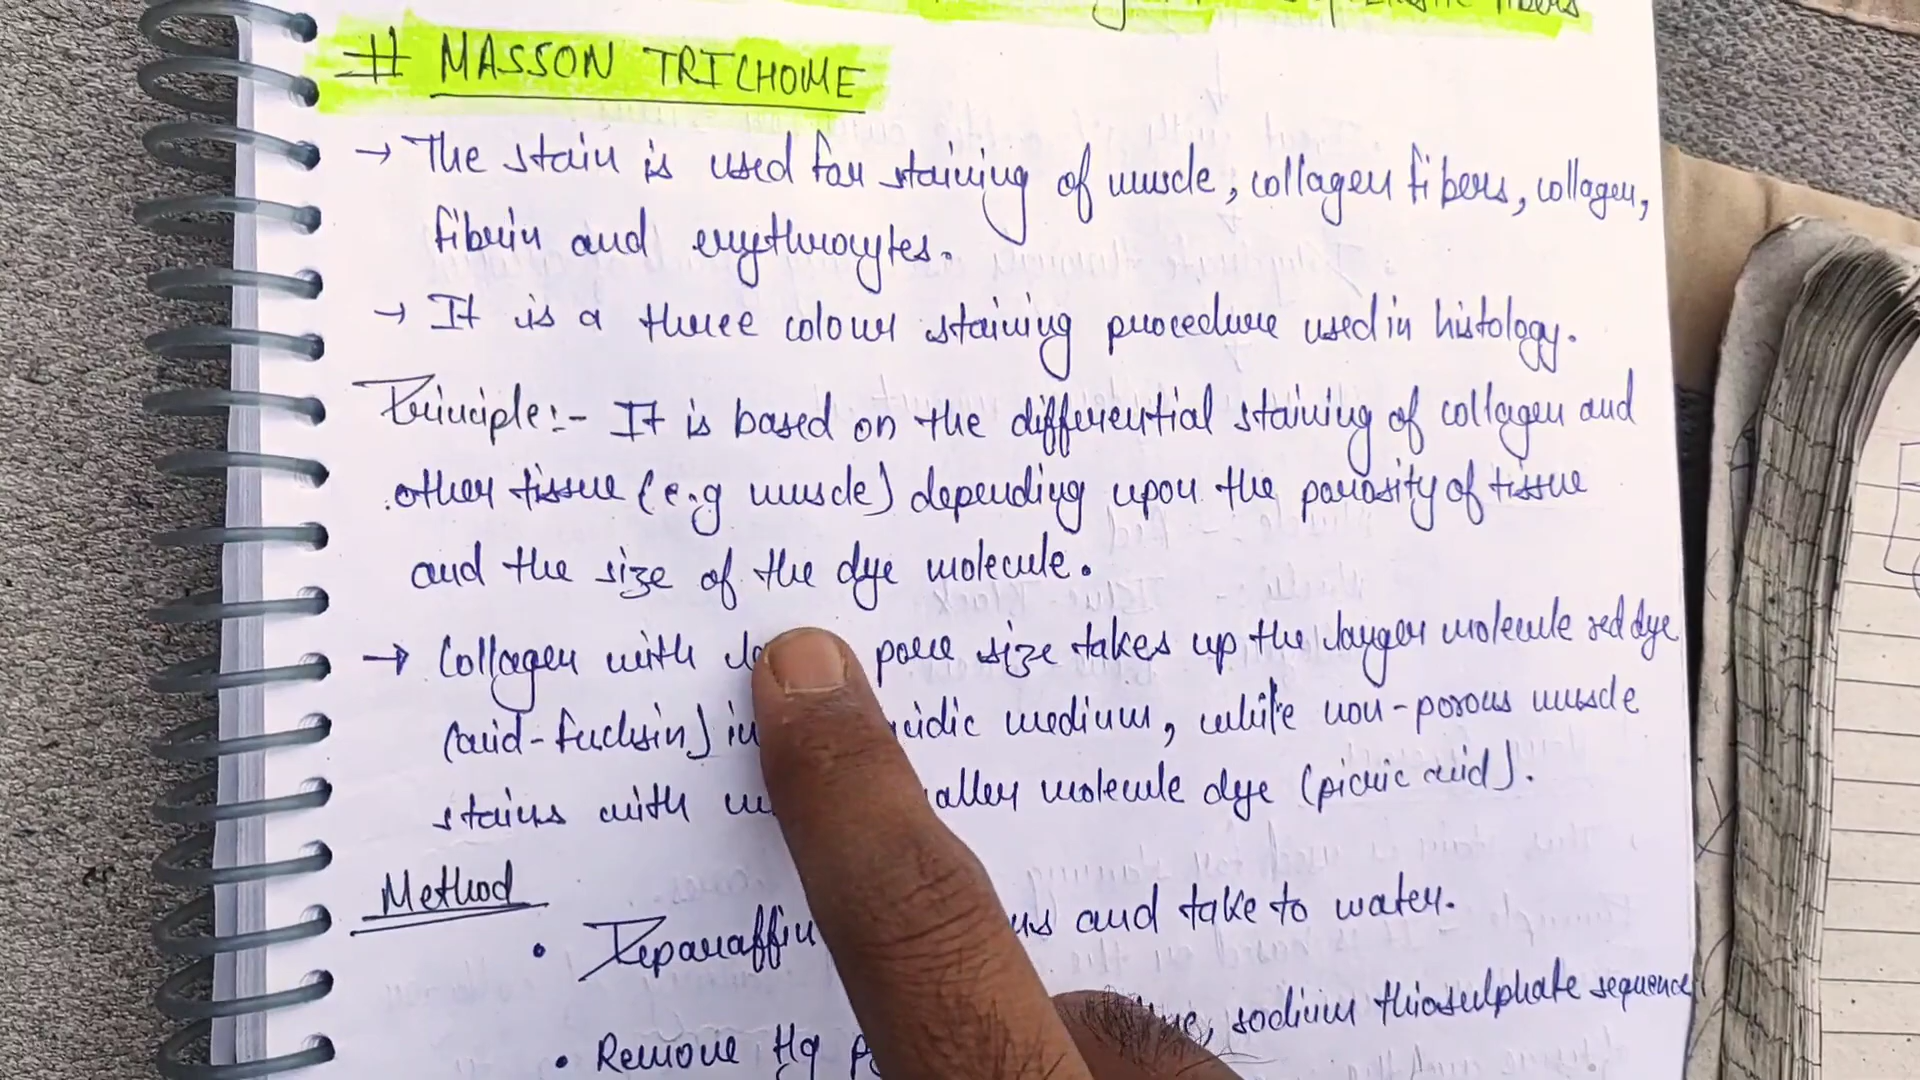 fibers
# MASSON TRICHOME
→ The stain is used for staining of muscle, collagen fibers, collagen,
fibrin and erythrocytes.
→ It is a three colour staining procedure used in histology.
Principle:- It is based on the differential staining of collagen and
other tissue (e.g muscle) depending upon the porosity of tissue
and the size of the dye molecule.
→ Collagen with pore size takes up the larger molecule red dye
(acid-fuchsin) in medium, while non-porous muscle
stains with molecule dye (picric acid).
Method
• and take to water.
• Remove Hg sodium thiosulphate sequence